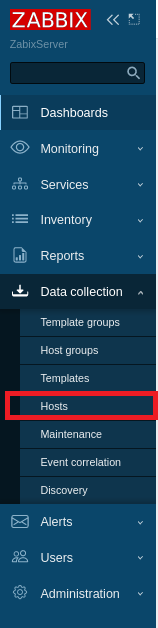 ZABBIX
ZabixServer
Dashboards
Monitoring
Services
Inventory
Reports
Data collection
Template groups
Host groups
Templates
Hosts
Maintenance
Event correlation
Discovery
Alerts
Users
Administration